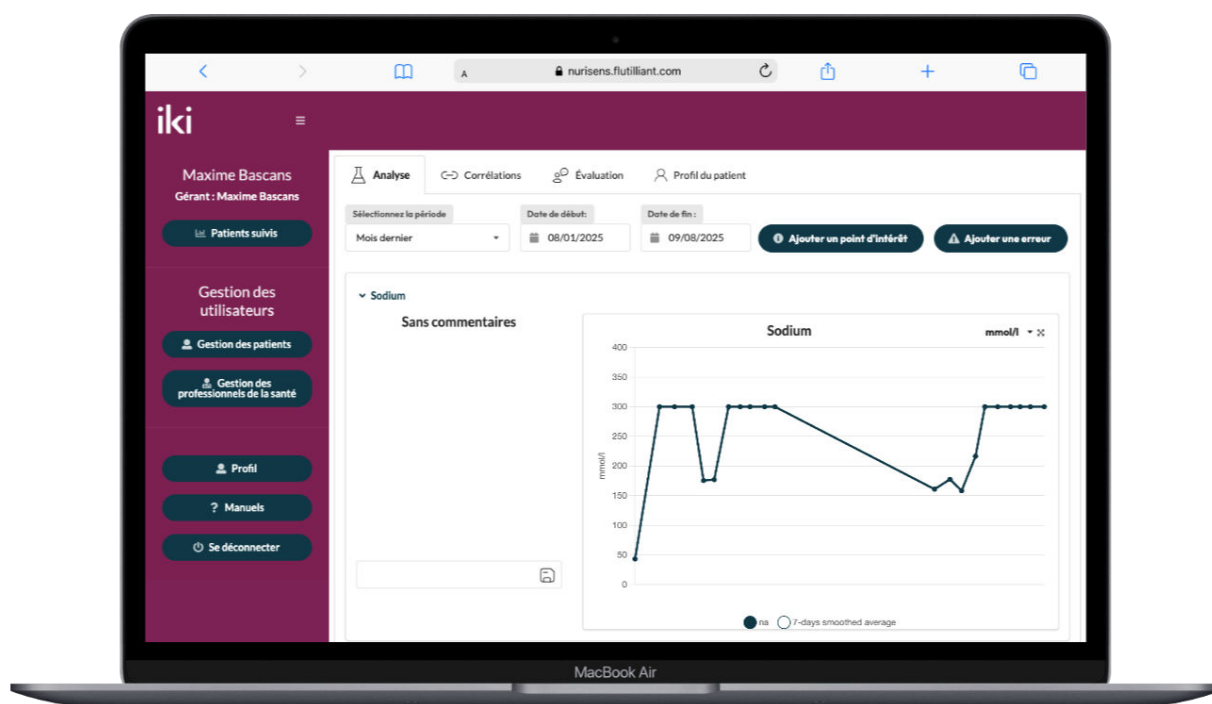 A nurisens.flutilliant.com
iki
Maxime Bascans
Gérant : Maxime Bascans
Patients suivis
Gestion des
utilisateurs
Gestion des patients
Gestion des
professionnels de la santé
Profil
? Manuels
Se déconnecter
Analyse Corrélations Évaluation Profil du patient
Sélectionnez la période Date de début: Date de fin :
Mois dernier 08/01/2025 09/08/2025 Ajouter un point d'intérêt Ajouter une erreur
Sodium
Sans commentaires
Sodium mmol/l
400
350
300
250
200
150
100
50
0
mmol/l
na 7-days smoothed average
MacBook Air